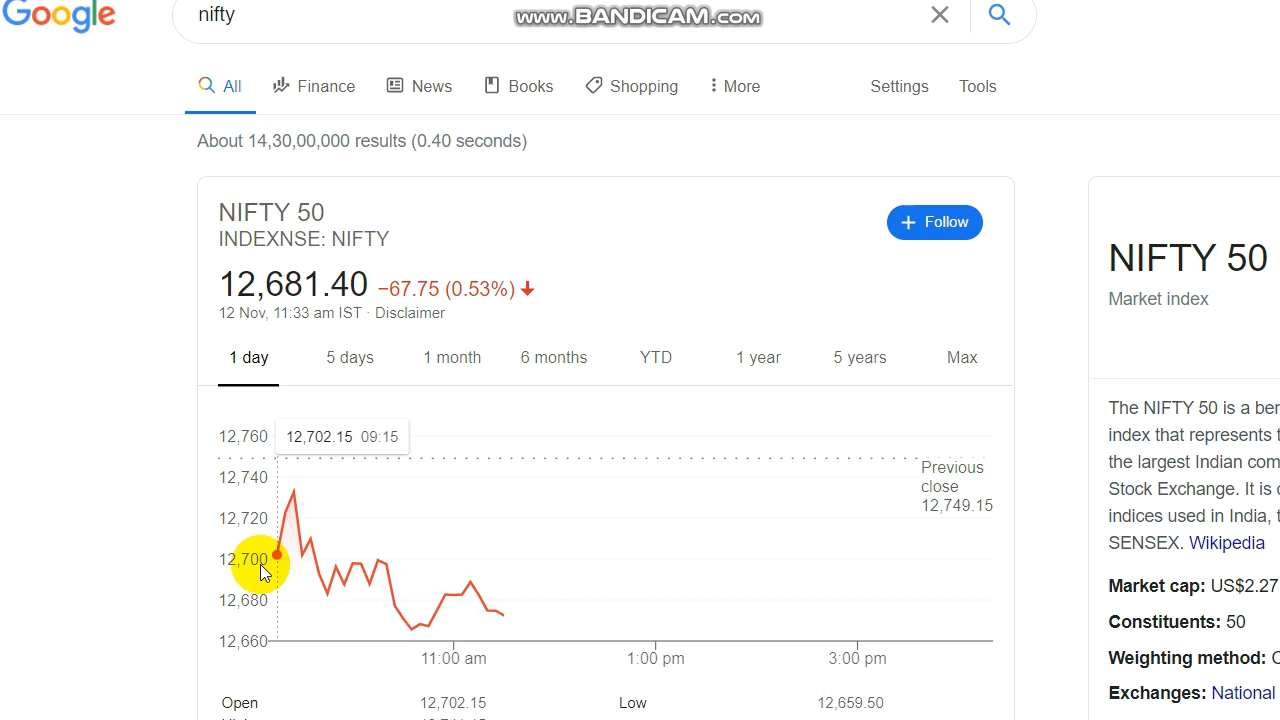 Google
nifty
www.BANDICAM.com
All Finance News Books Shopping More Settings Tools
About 14,30,00,000 results (0.40 seconds)
NIFTY 50
INDEXNSE: NIFTY
+ Follow
12,681.40 −67.75 (0.53%)
12 Nov, 11:33 am IST · Disclaimer
1 day 5 days 1 month 6 months YTD 1 year 5 years Max
12,760
12,702.15 09:15
12,740
12,720
12,700
12,680
12,660
Previous
close
12,749.15
11:00 am 1:00 pm 3:00 pm
Open 12,702.15 Low 12,659.50
NIFTY 50
Market index
The NIFTY 50 is a
index that represents
the largest Indian
Stock Exchange. It is
indices used in India,
SENSEX. Wikipedia
Market cap: US$2.27
Constituents: 50
Weighting method:
Exchanges: National